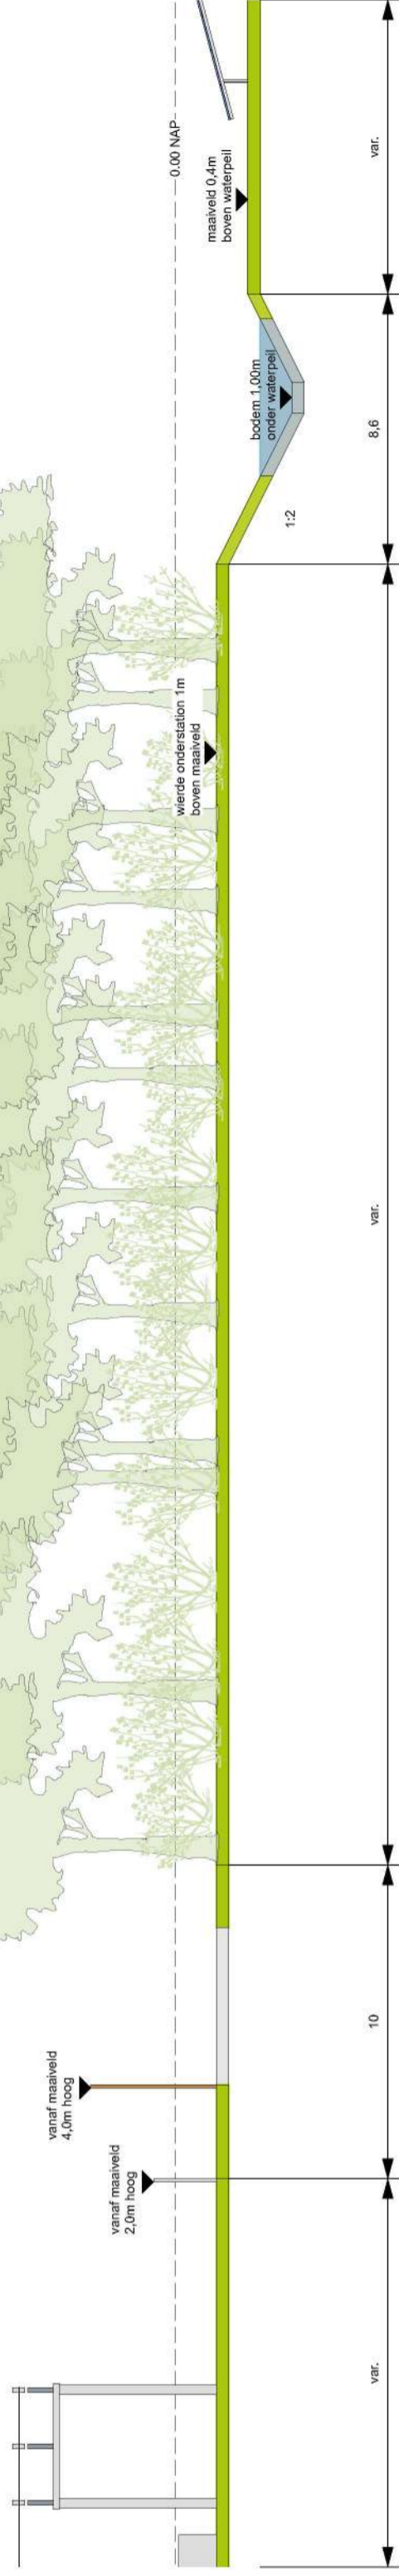 vanaf maaiveld
4,0m hoog
vanaf maaiveld
2,0m hoog
wierde onderstation 1m
boven maaiveld
0.00 NAP
maaiveld 0,4m
boven waterpeil
bodem 1,00m
onder waterpeil
1:2
var.
10
var.
8,6
var.